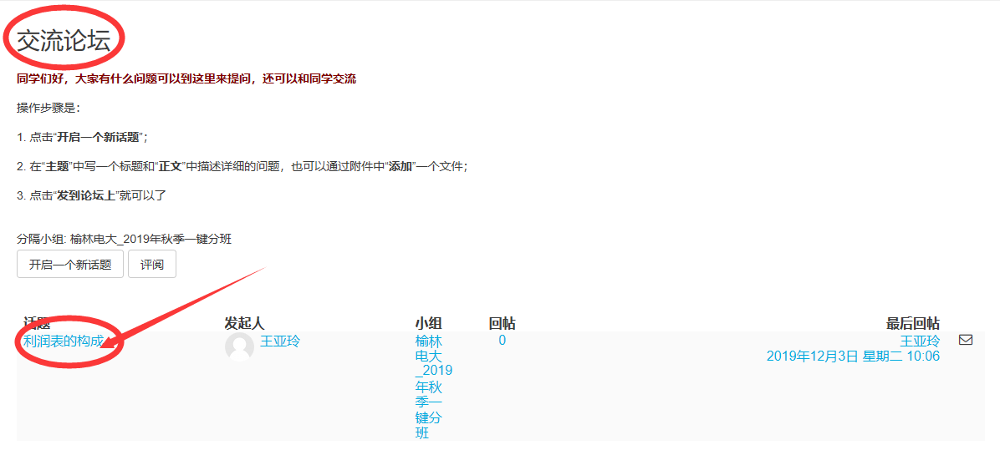 交流论坛
同学们好，大家有什么问题可以到这里来提问，还可以和同学交流
操作步骤是：
1. 点击“开启一个新话题”；
2. 在“主题”中写一个标题和“正文”中描述详细的问题，也可以通过附件中“添加”一个文件；
3. 点击“发到论坛上”就可以了
分隔小组: 榆林电大_2019年秋季一键分班
开启一个新话题 评阅
话题 发起人 小组 回帖 最后回帖
利润表的构成 王亚玲 榆林 0 王亚玲
电大 2019年12月3日 星期二 10:06
_2019
年秋
季一
键分
班